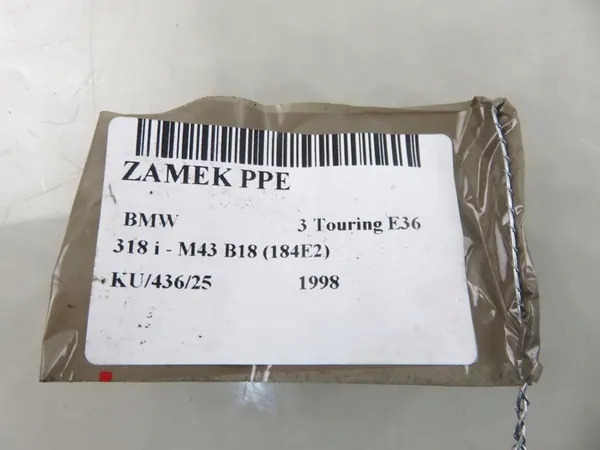 ZAMEK PPE
BMW 3 Touring E36
318 i - M43 B18 (184E2)
KU/436/25 1998